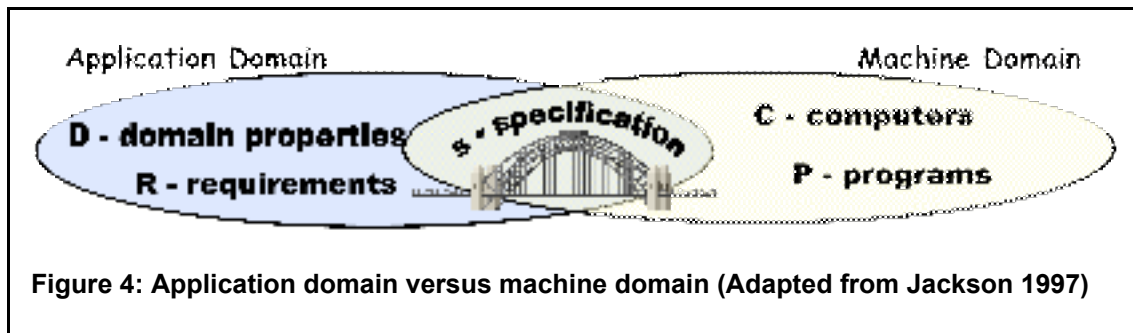 Application Domain
Machine Domain
D - domain properties
R - requirements
s - specification
C - computers
P - programs
Figure 4: Application domain versus machine domain (Adapted from Jackson 1997)